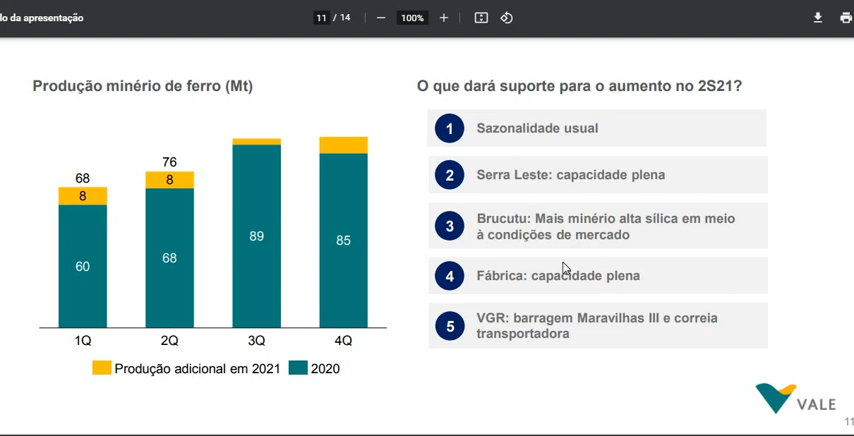 lo da apresentação
11 / 14
100%
Produção minério de ferro (Mt)
68
8
60
76
8
68
89
85
1Q
2Q
3Q
4Q
Produção adicional em 2021
2020
O que dará suporte para o aumento no 2S21?
1 Sazonalidade usual
2 Serra Leste: capacidade plena
3 Brucutu: Mais minério alta sílica em meio
à condições de mercado
4 Fábrica: capacidade plena
5 VGR: barragem Maravilhas III e correia
transportadora
VALE
11